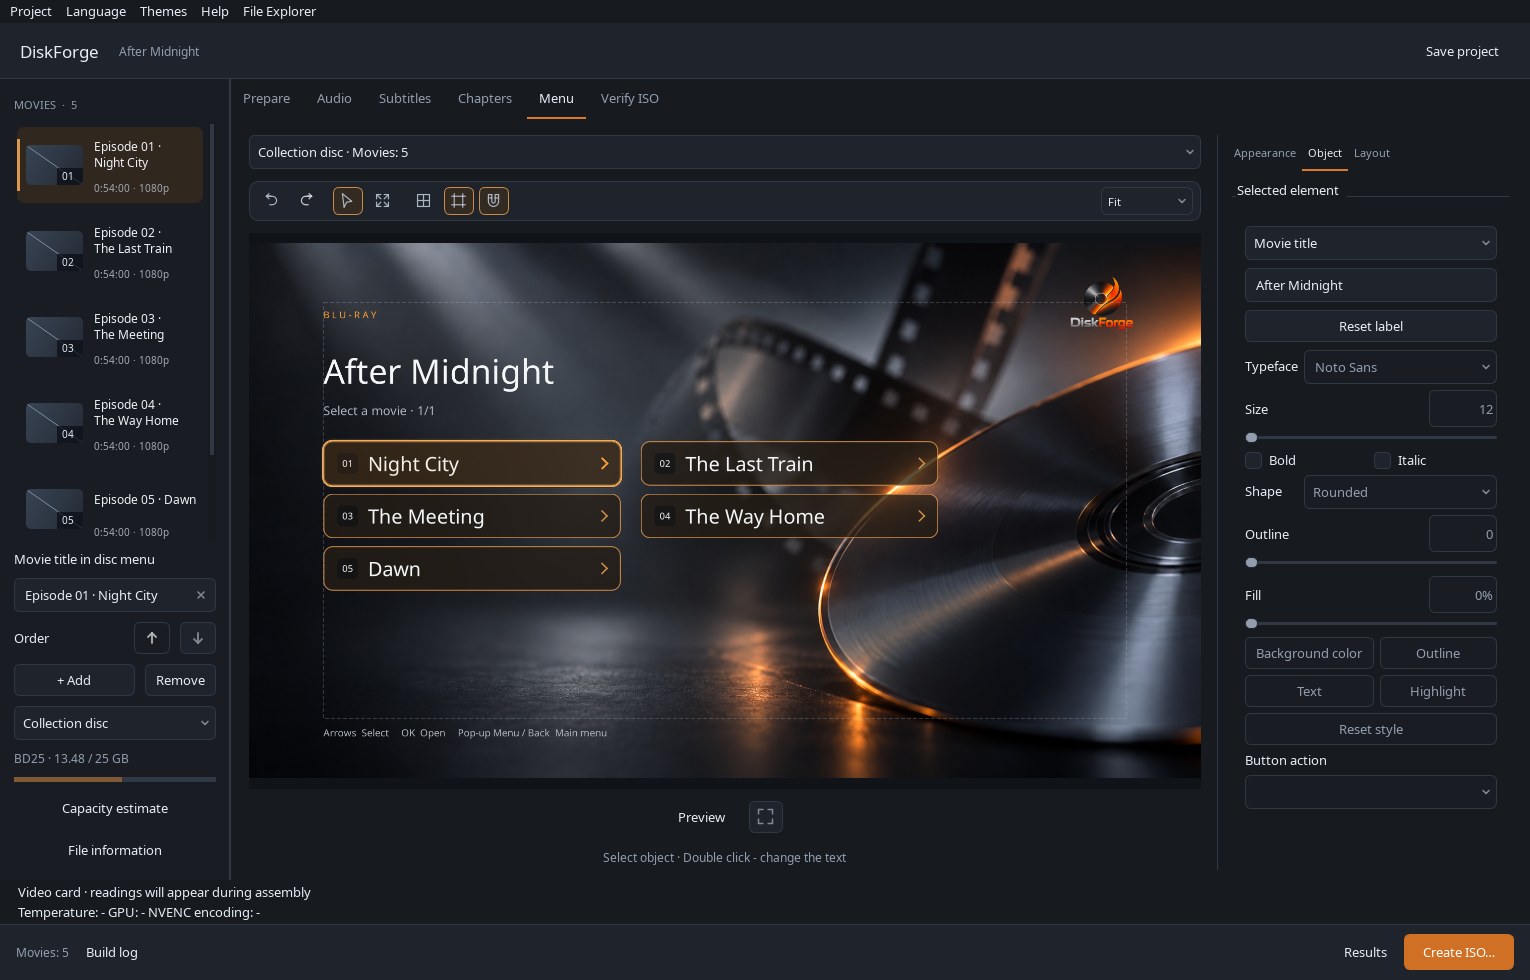 Project Language Themes Help File Explorer
DiskForge After Midnight Save project
MOVIES · 5
Episode 01 ·
Night City
01
0:54:00 · 1080p
Episode 02 ·
The Last Train
02
0:54:00 · 1080p
Episode 03 ·
The Meeting
03
0:54:00 · 1080p
Episode 04 ·
The Way Home
04
0:54:00 · 1080p
Episode 05 · Dawn
05
0:54:00 · 1080p
Movie title in disc menu
Episode 01 · Night City
Order
+ Add Remove
Collection disc
BD25 · 13.48 / 25 GB
Capacity estimate
File information
Prepare Audio Subtitles Chapters Menu Verify ISO
Collection disc · Movies: 5
Fit
BLU-RAY
DiskForge
After Midnight
Select a movie · 1/1
01 Night City
02 The Last Train
03 The Meeting
04 The Way Home
05 Dawn
Arrows Select OK Open Pop-up Menu / Back Main menu
Preview
Select object · Double click - change the text
Appearance Object Layout
Selected element
Movie title
After Midnight
Reset label
Typeface Noto Sans
Size 12
Bold Italic
Shape Rounded
Outline 0
Fill 0%
Background color Outline
Text Highlight
Reset style
Button action
Video card · readings will appear during assembly
Temperature: - GPU: - NVENC encoding: -
Movies: 5 Build log Results Create ISO...